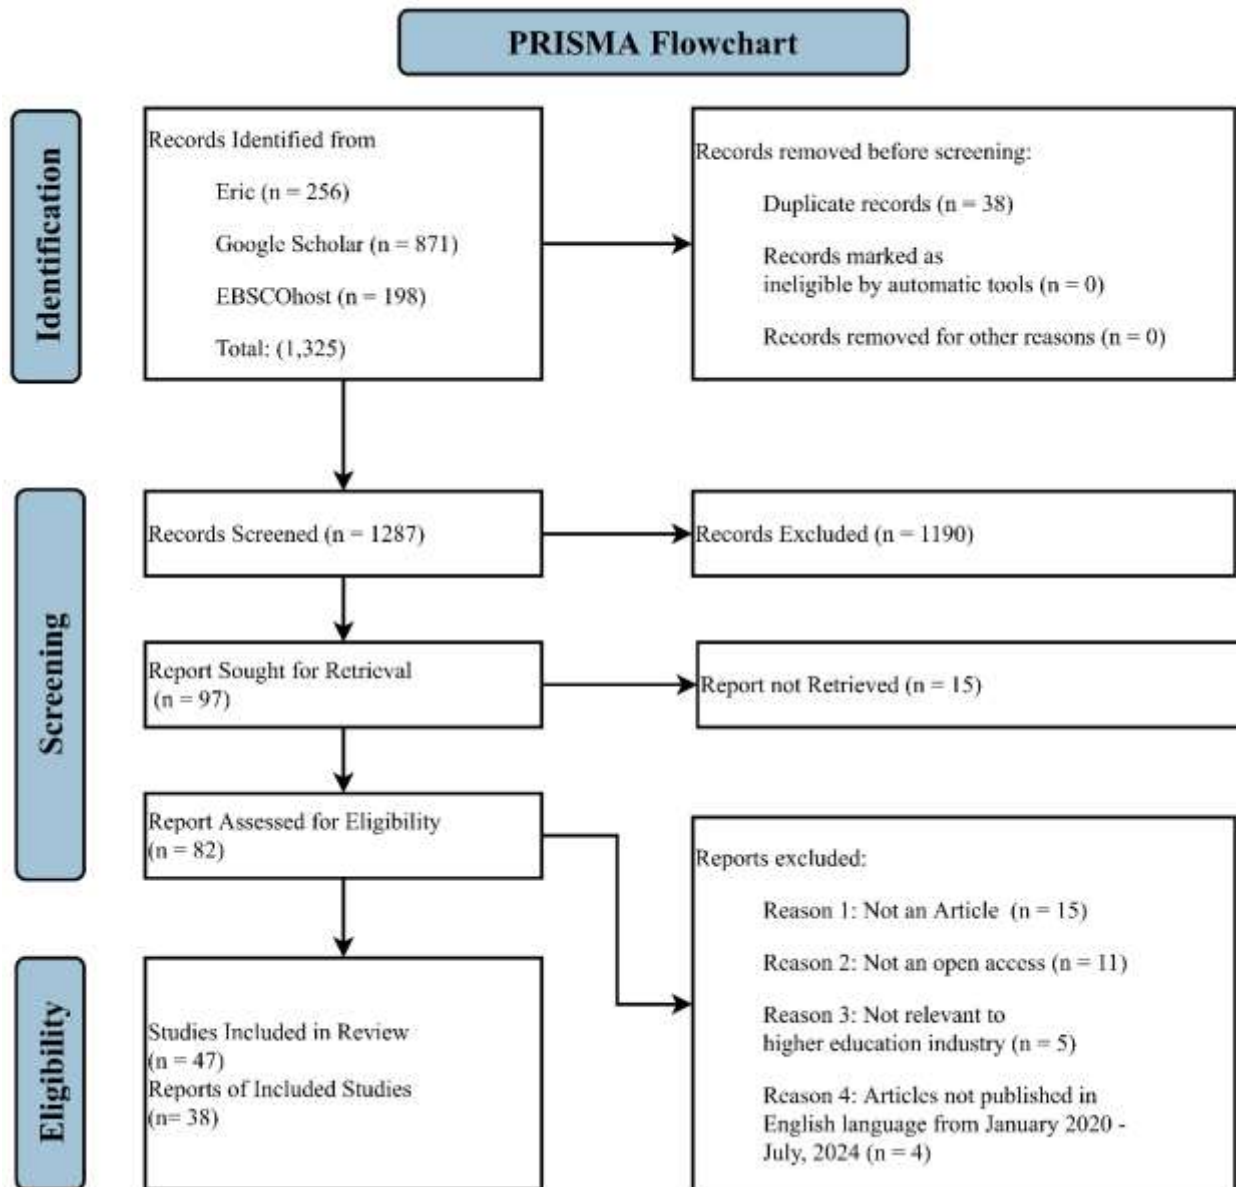 PRISMA Flowchart
Identification
Records Identified from
Eric (n = 256)
Google Scholar (n = 871)
EBSCOhost (n = 198)
Total: (1,325)
Records removed before screening:
Duplicate records (n = 38)
Records marked as
ineligible by automatic tools (n = 0)
Records removed for other reasons (n = 0)
Screening
Records Screened (n = 1287)
Records Excluded (n = 1190)
Report Sought for Retrieval
(n = 97)
Report not Retrieved (n = 15)
Report Assessed for Eligibility
(n = 82)
Reports excluded:
Reason 1: Not an Article (n = 15)
Reason 2: Not an open access (n = 11)
Reason 3: Not relevant to
higher education industry (n = 5)
Reason 4: Articles not published in
English language from January 2020 -
July, 2024 (n = 4)
Eligibility
Studies Included in Review
(n = 47)
Reports of Included Studies
(n= 38)